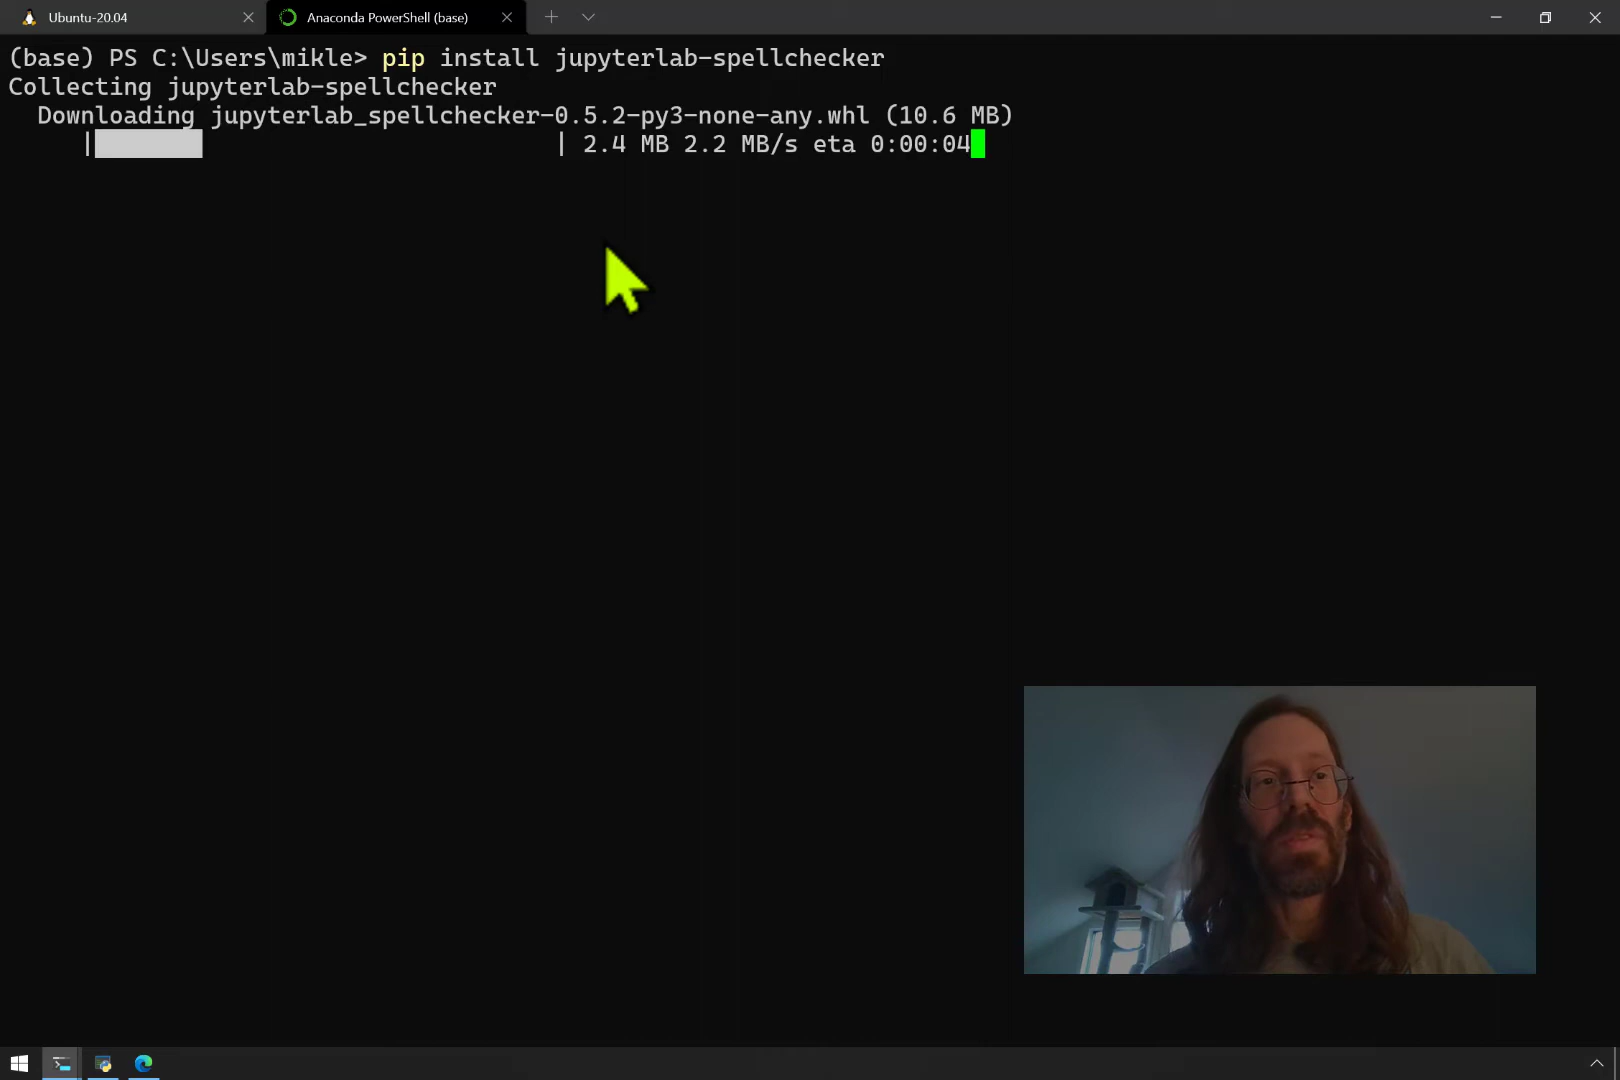 Ubuntu-20.04
Anaconda PowerShell (base)
(base) PS C:\Users\mikle> pip install jupyterlab-spellchecker
Collecting jupyterlab-spellchecker
Downloading jupyterlab_spellchecker-0.5.2-py3-none-any.whl (10.6 MB)
| | 2.4 MB 2.2 MB/s eta 0:00:04